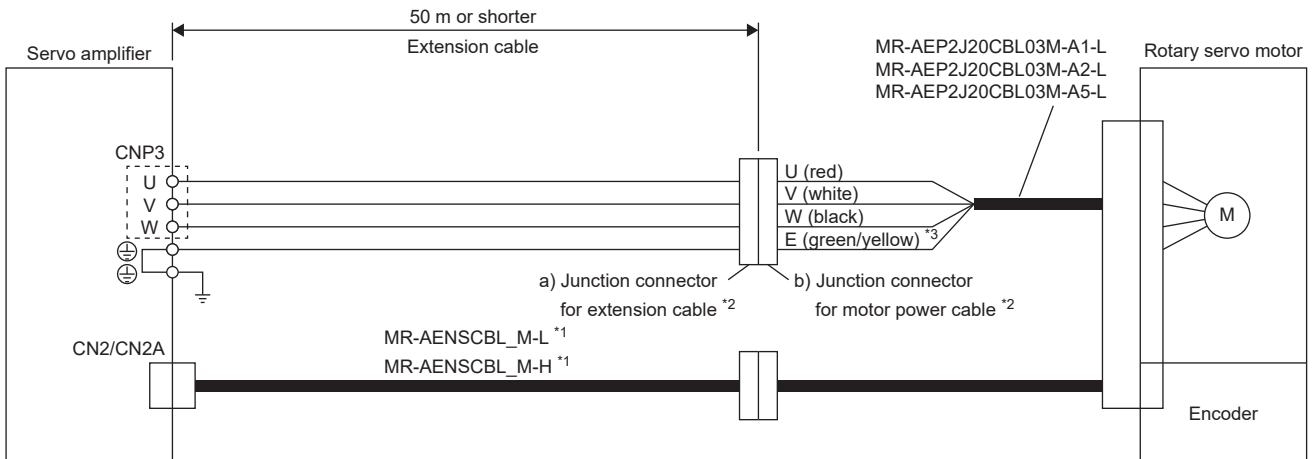 50 m or shorter
Extension cable
Servo amplifier
MR-AEP2J20CBL03M-A1-L
MR-AEP2J20CBL03M-A2-L
MR-AEP2J20CBL03M-A5-L
Rotary servo motor
CNP3
U
V
W
U (red)
V (white)
W (black)
E (green/yellow) *3
M
a) Junction connector
for extension cable *2
b) Junction connector
for motor power cable *2
MR-AENSCBL_M-L *1
MR-AENSCBL_M-H *1
CN2/CN2A
Encoder